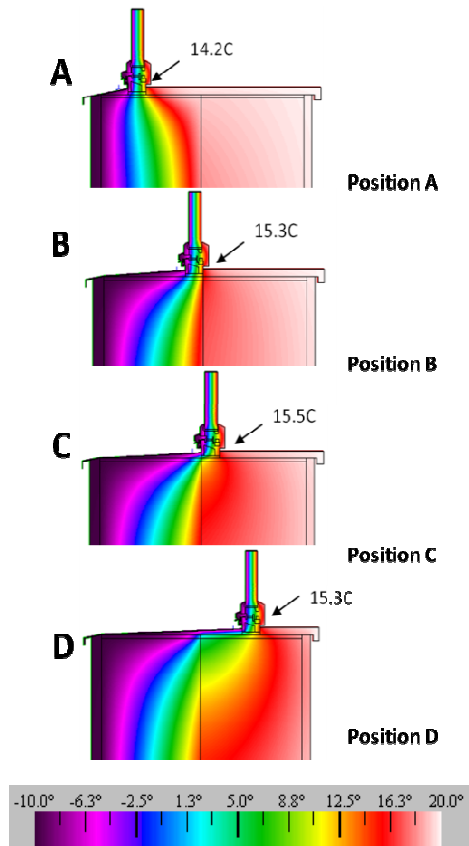 A
14.2C
Position A
B
15.3C
Position B
C
15.5C
Position C
D
15.3C
Position D
-10.0° -6.3° -2.5° 1.3° 5.0° 8.8° 12.5° 16.3° 20.0°